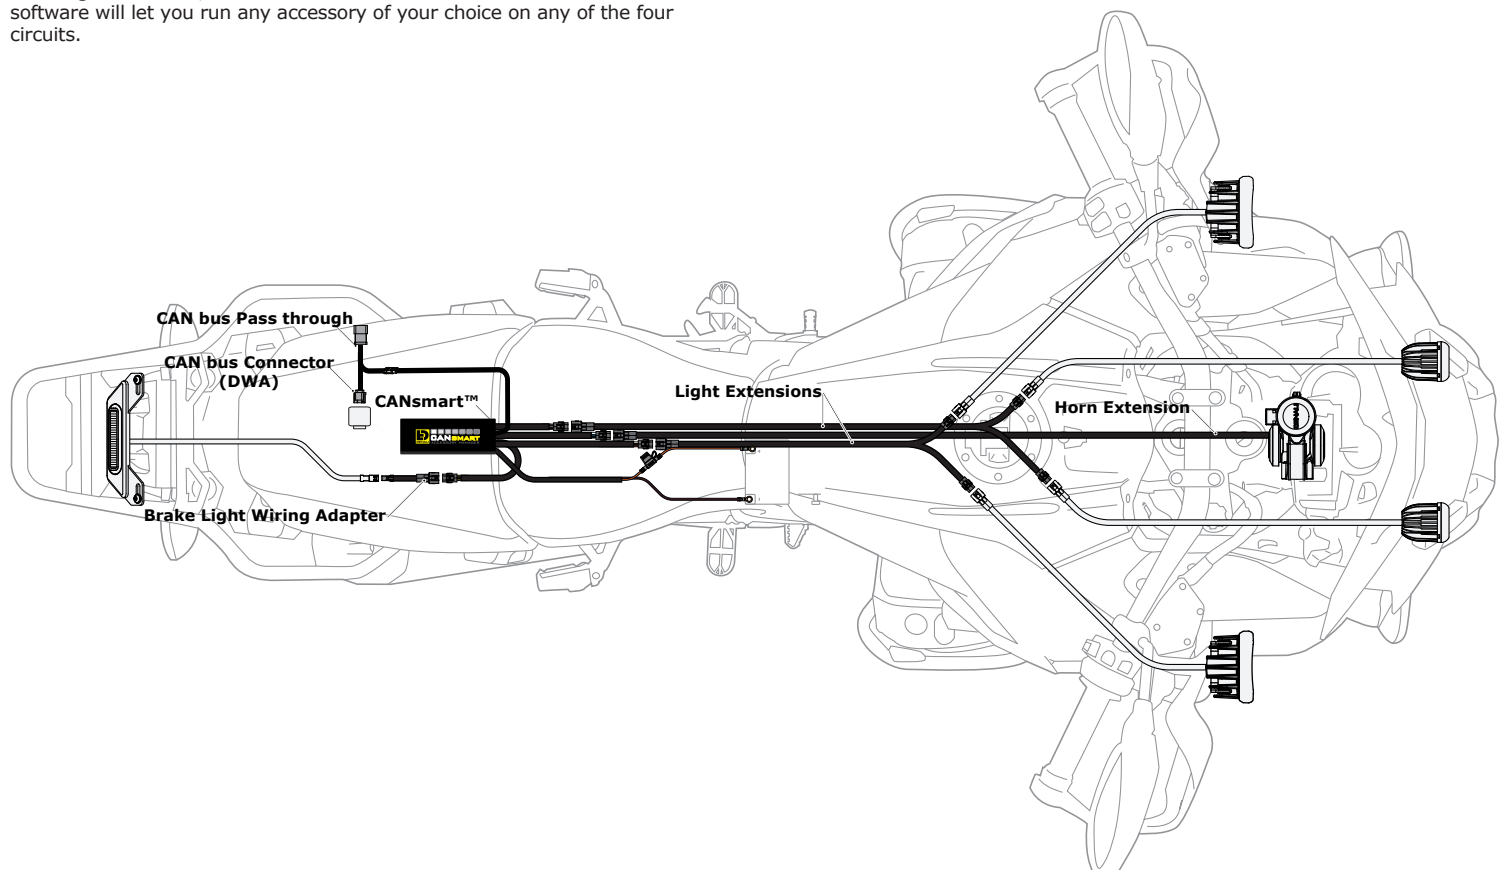 software will let you run any accessory of your choice on any of the four
circuits.
CAN bus Pass through
CAN bus Connector
(DWA)
CANsmart™
Light Extensions
Horn Extension
CANSMART
Brake Light Wiring Adapter